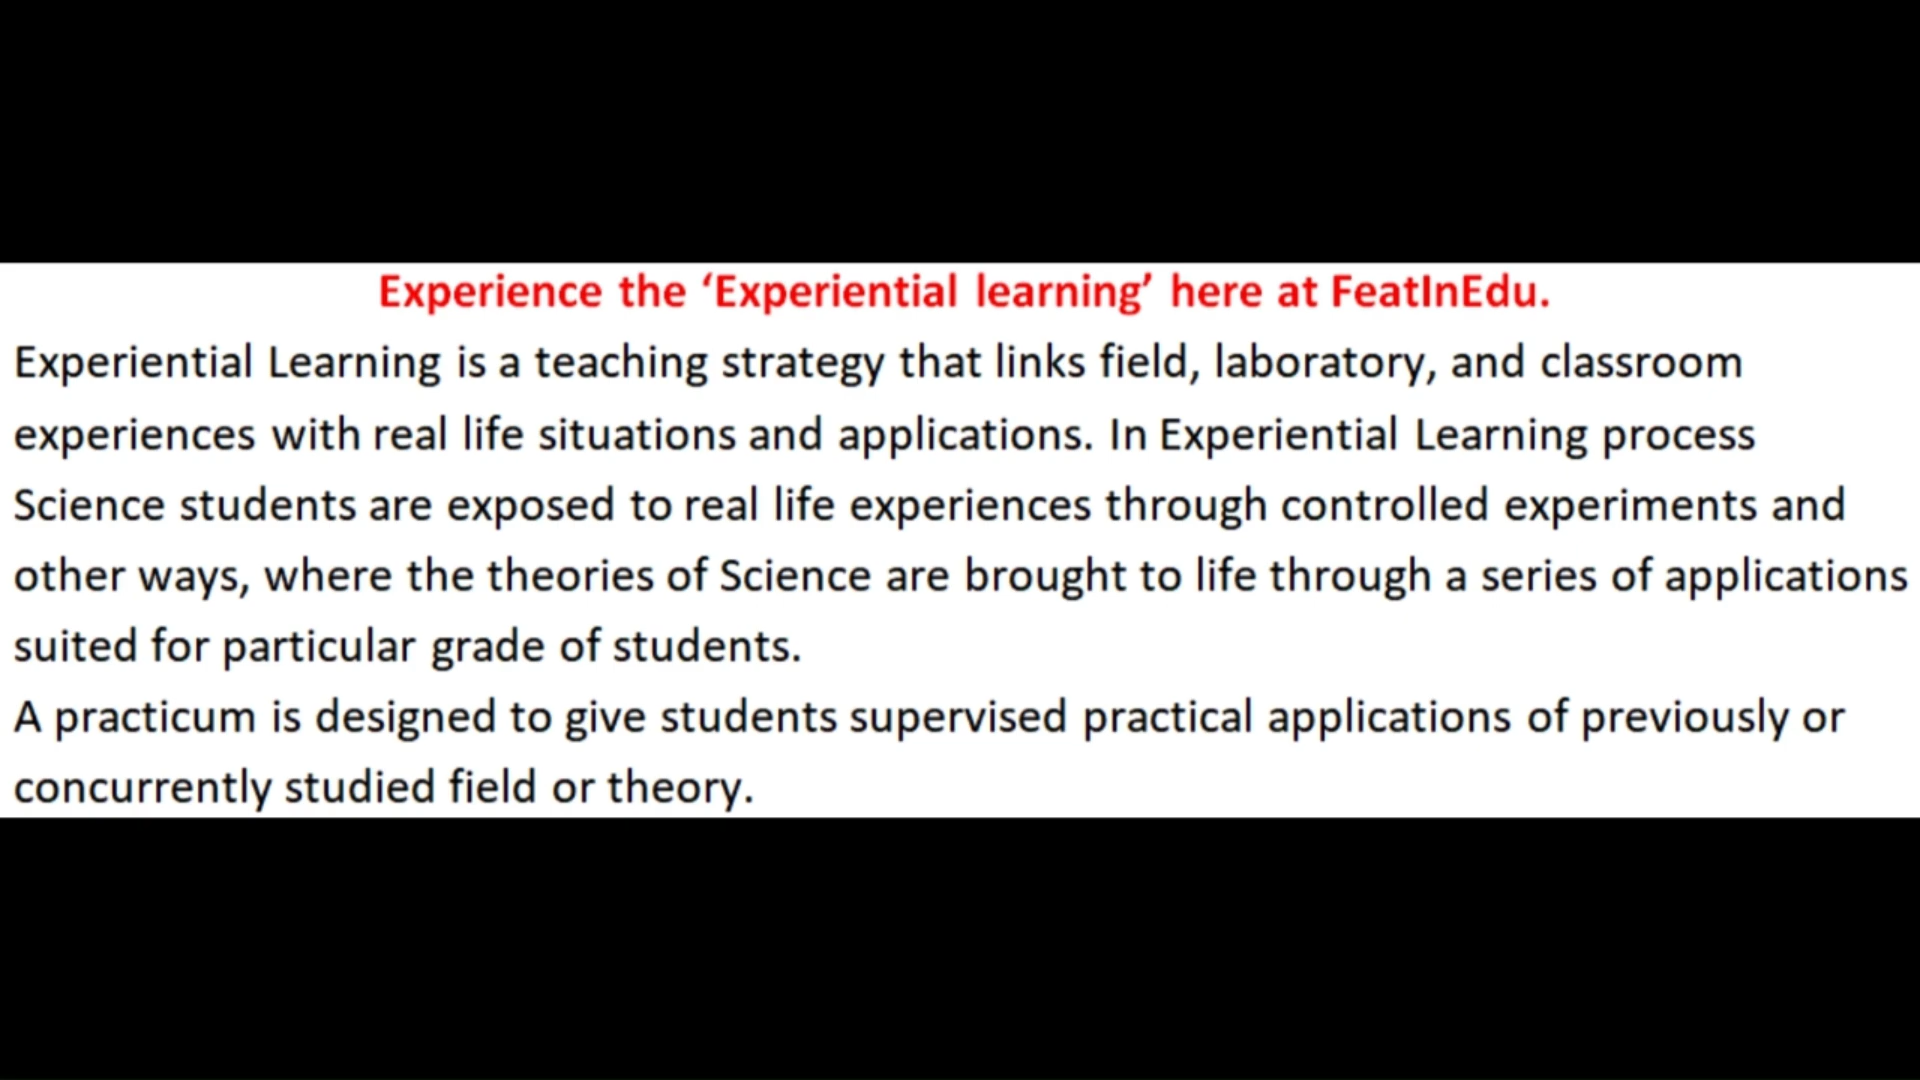 Experience the ‘Experiential learning’ here at FeatInEdu.
Experiential Learning is a teaching strategy that links field, laboratory, and classroom
experiences with real life situations and applications. In Experiential Learning process
Science students are exposed to real life experiences through controlled experiments and
other ways, where the theories of Science are brought to life through a series of applications
suited for particular grade of students.
A practicum is designed to give students supervised practical applications of previously or
concurrently studied field or theory.